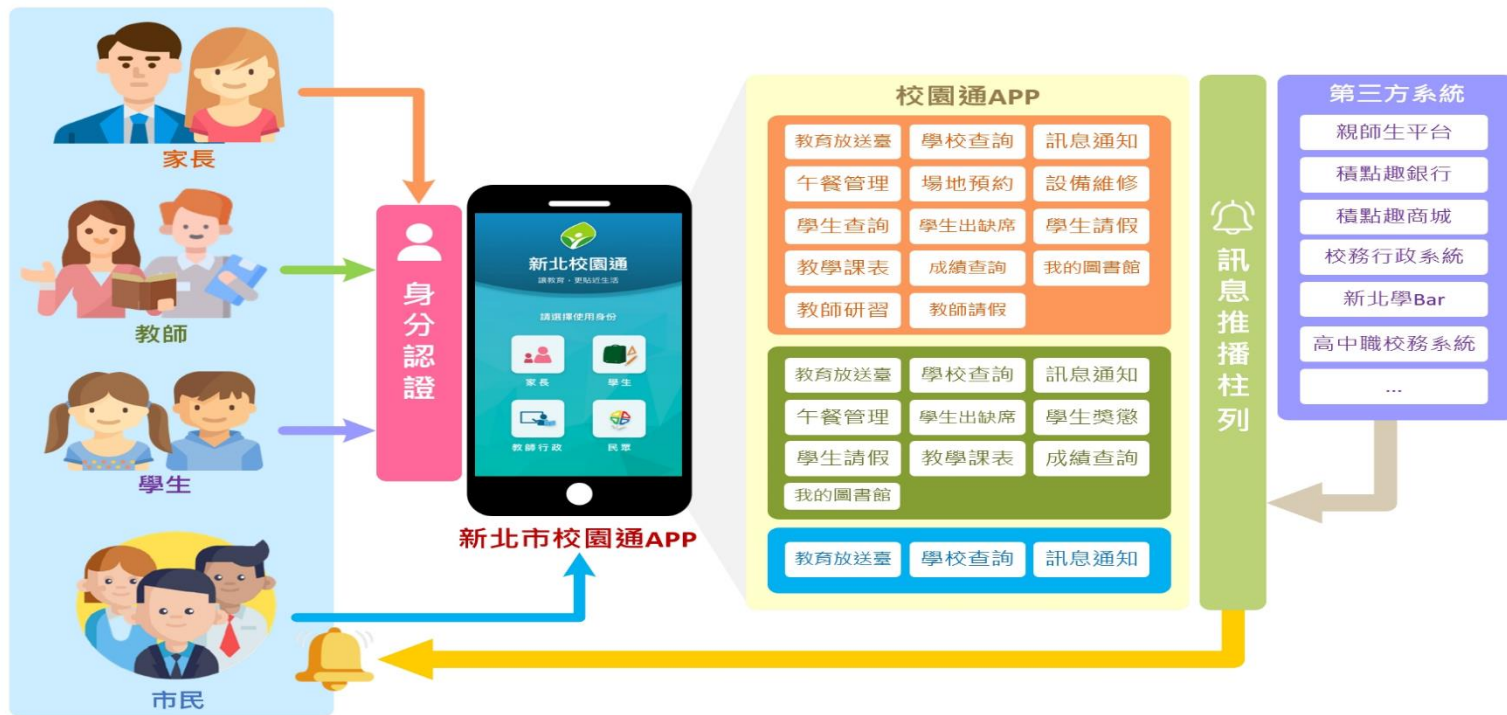 家長
教師
學生
市民
身分認證
新北校園通
讓教育，更貼近生活
請選擇使用身份
家長
學生
教師行政
民眾
新北市校園通APP
校園通APP
教育放送臺 學校查詢 訊息通知
午餐管理 場地預約 設備維修
學生查詢 學生出缺席 學生請假
教學課表 成績查詢 我的圖書館
教師研習 教師請假
教育放送臺 學校查詢 訊息通知
午餐管理 學生出缺席 學生獎懲
學生請假 教學課表 成績查詢
我的圖書館
教育放送臺 學校查詢 訊息通知
訊息推播柱列
第三方系統
親師生平台
積點趣銀行
積點趣商城
校務行政系統
新北學Bar
高中職校務系統
...